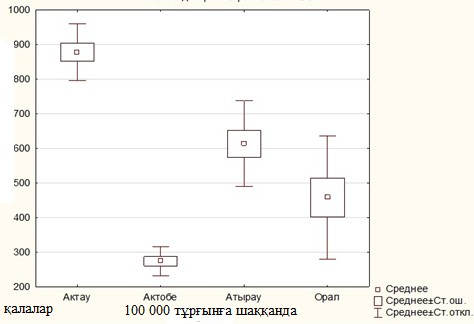 1000
900
800
700
600
500
400
300
200
Актау Актобе Атырау Орал
қалалар 100 000 тұрғынға шаққанда
Среднее
Среднее±Ст.ош.
Среднее±Ст.откл.